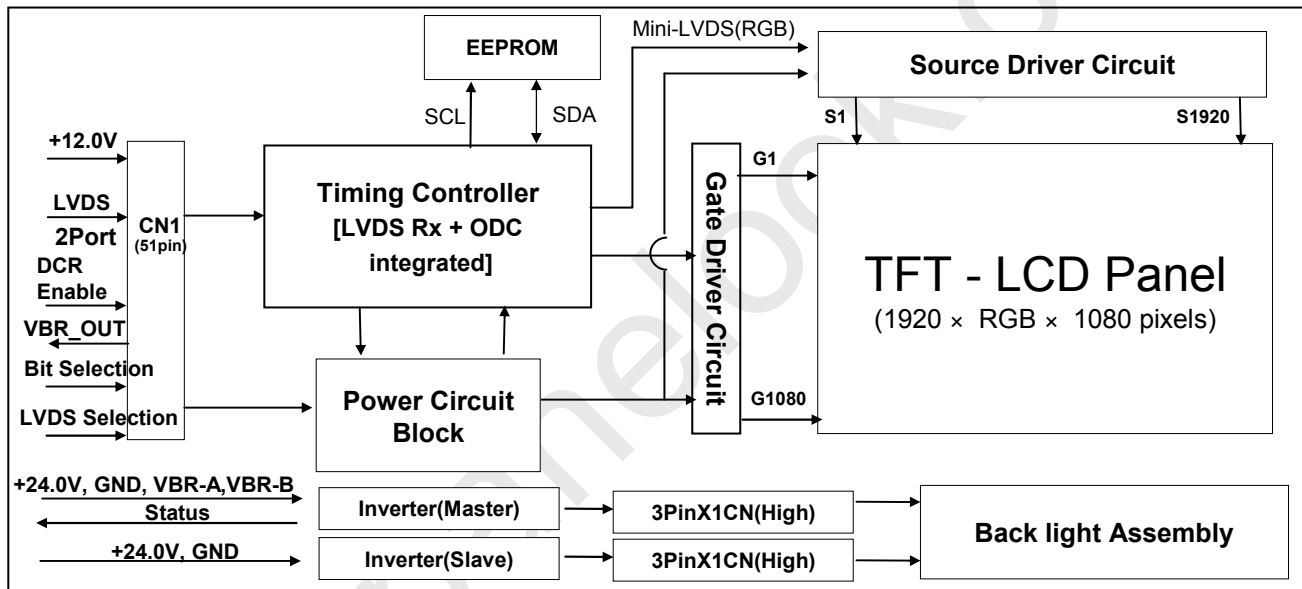 EEPROM
Mini-LVDS(RGB)
Source Driver Circuit
SCL
SDA
S1
S1920
+12.0V
LVDS
2Port
DCR
Enable
VBR_OUT
Bit Selection
LVDS Selection
CN1
(51pin)
Timing Controller
[LVDS Rx + ODC
integrated]
Power Circuit
Block
Gate Driver Circuit
G1
G1080
TFT - LCD Panel
(1920 × RGB × 1080 pixels)
+24.0V, GND, VBR-A,VBR-B
Status
+24.0V, GND
Inverter(Master)
Inverter(Slave)
3PinX1CN(High)
3PinX1CN(High)
Back light Assembly